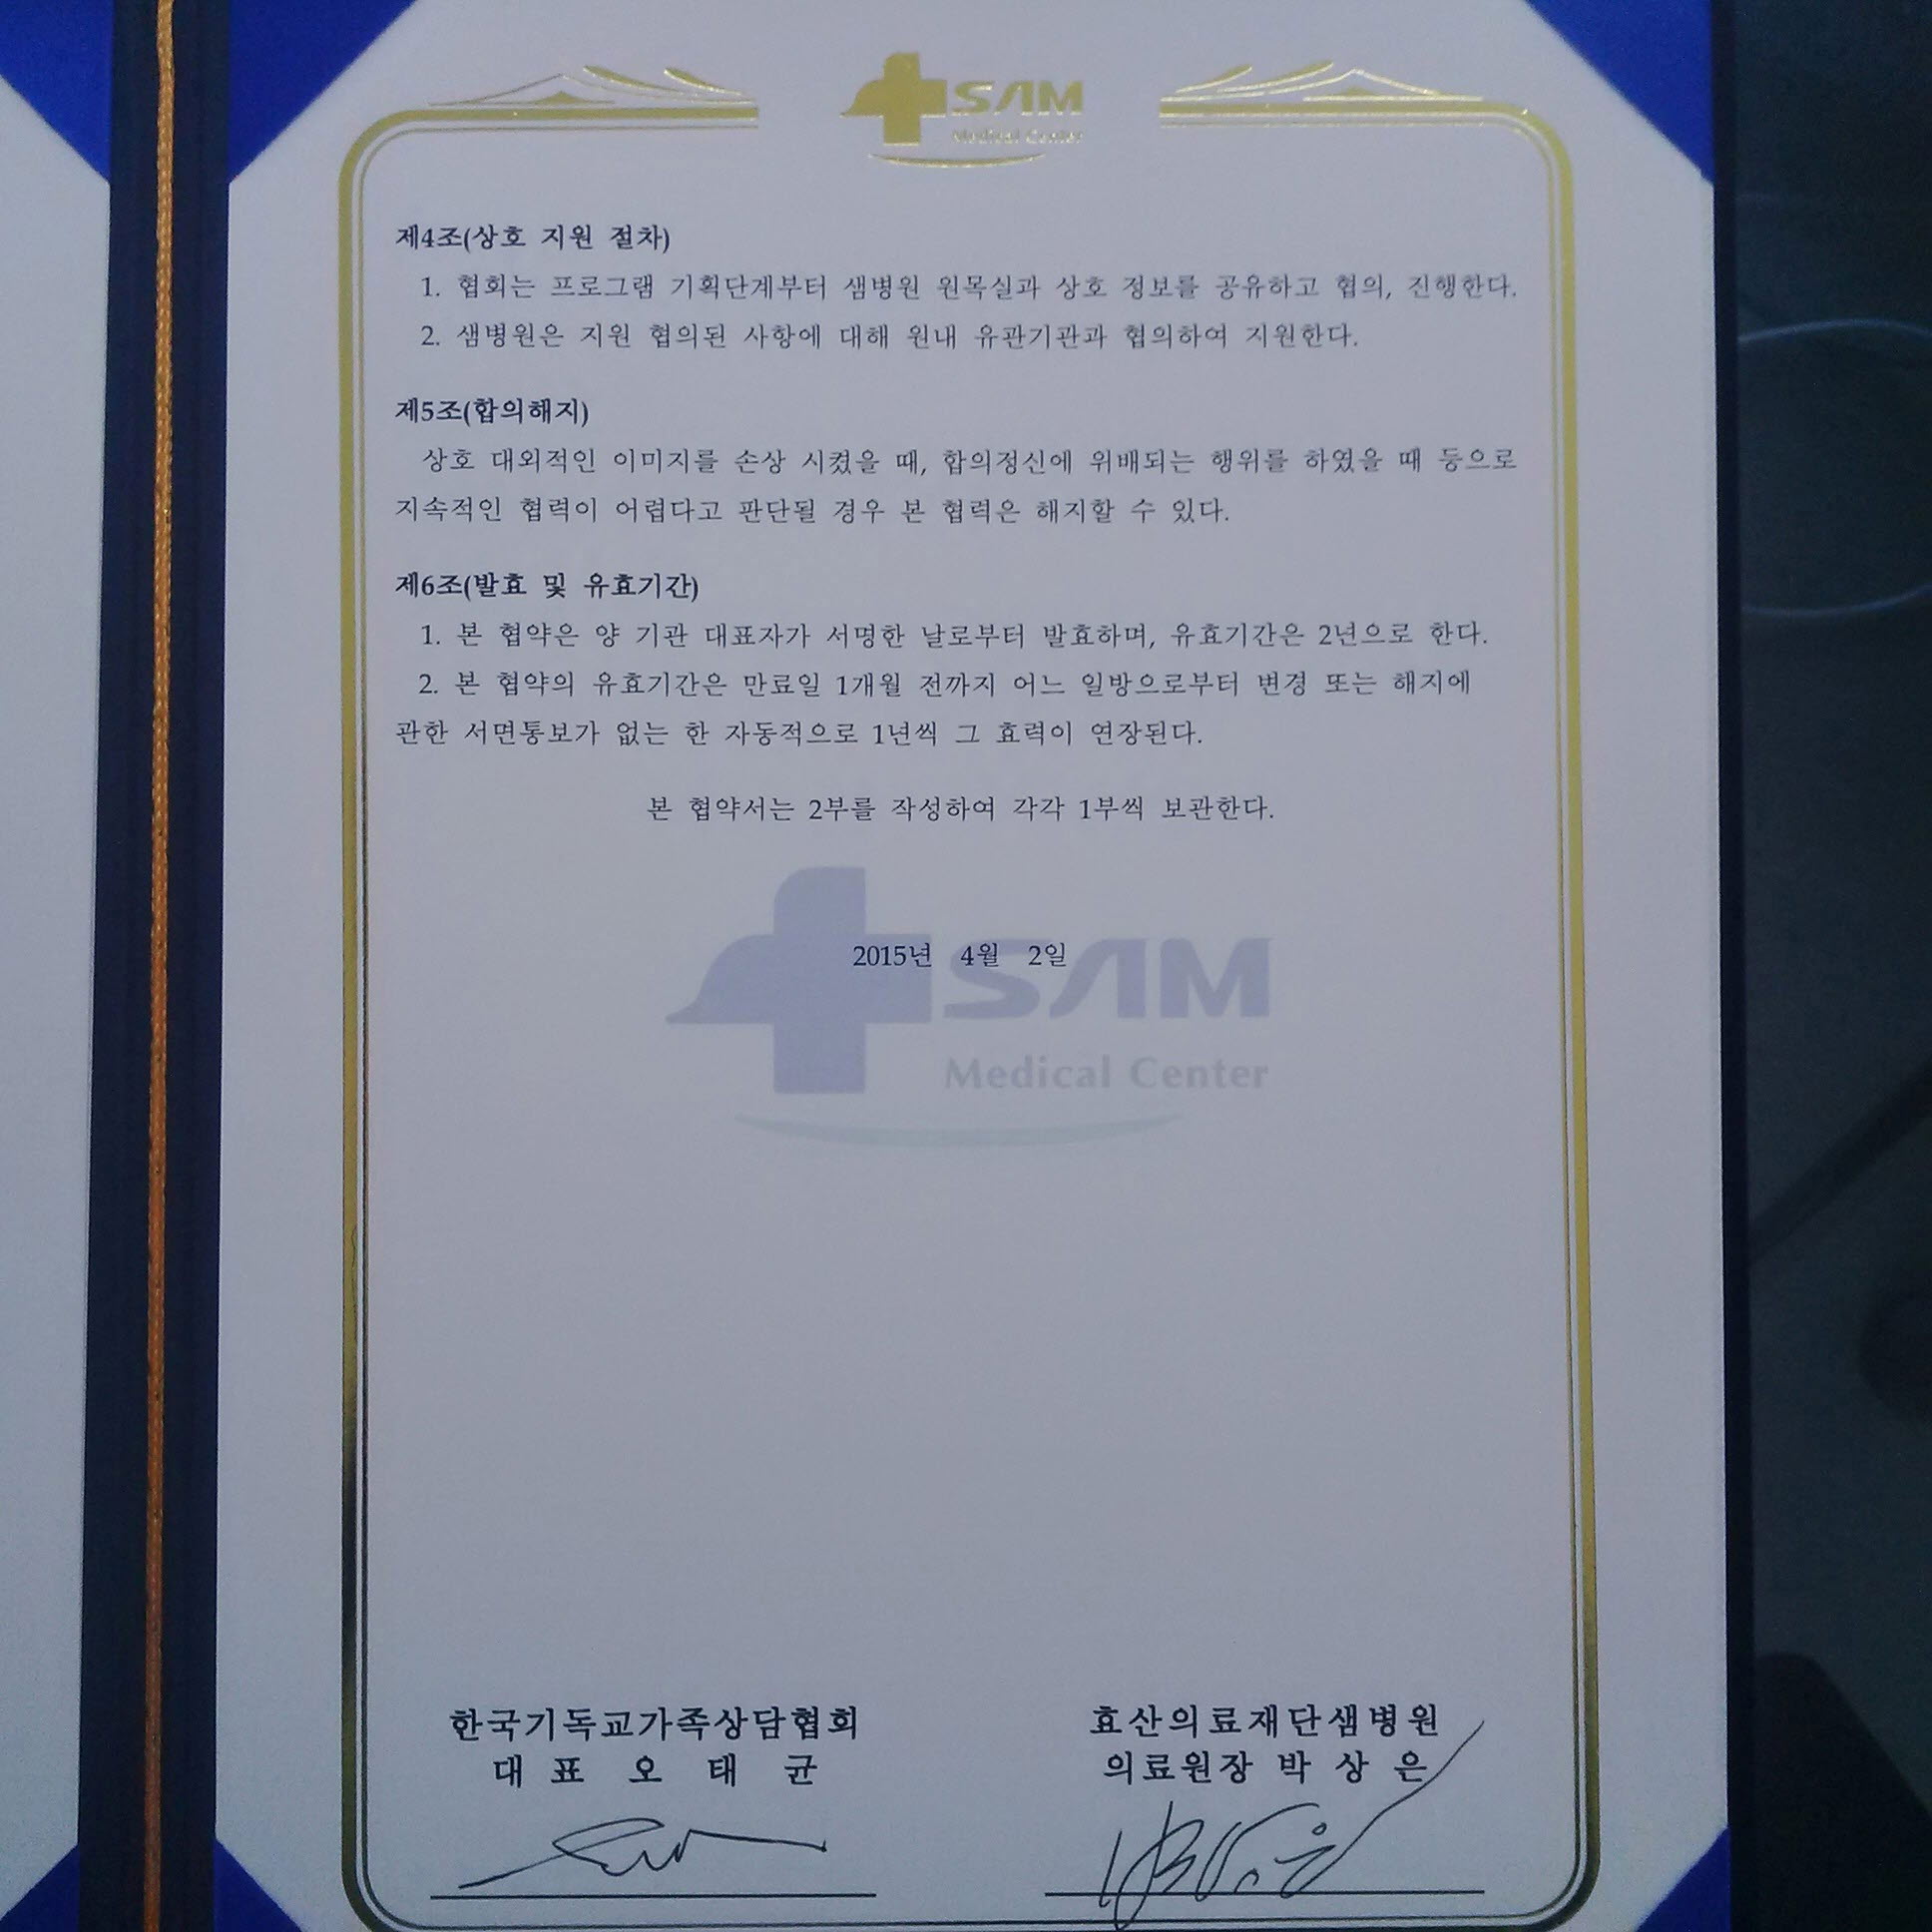 SAM
Medical Center
제4조(상호 지원 절차)
1. 협회는 프로그램 기획단계부터 샘병원 원목실과 상호 정보를 공유하고 협의, 진행한다.
2. 샘병원은 지원 협의된 사항에 대해 원내 유관기관과 협의하여 지원한다.
제5조(합의해지)
상호 대외적인 이미지를 손상 시켰을 때, 합의정신에 위배되는 행위를 하였을 때 등으로
지속적인 협력이 어렵다고 판단될 경우 본 협력은 해지할 수 있다.
제6조(발효 및 유효기간)
1. 본 협약은 양 기관 대표자가 서명한 날로부터 발효하며, 유효기간은 2년으로 한다.
2. 본 협약의 유효기간은 만료일 1개월 전까지 어느 일방으로부터 변경 또는 해지에
관한 서면통보가 없는 한 자동적으로 1년씩 그 효력이 연장된다.
본 협약서는 2부를 작성하여 각각 1부씩 보관한다.
2015년 4월 2일
SAM
Medical Center
한국기독교가족상담협회
대 표 오 태 균
효산의료재단샘병원
의료원장 박 상 은